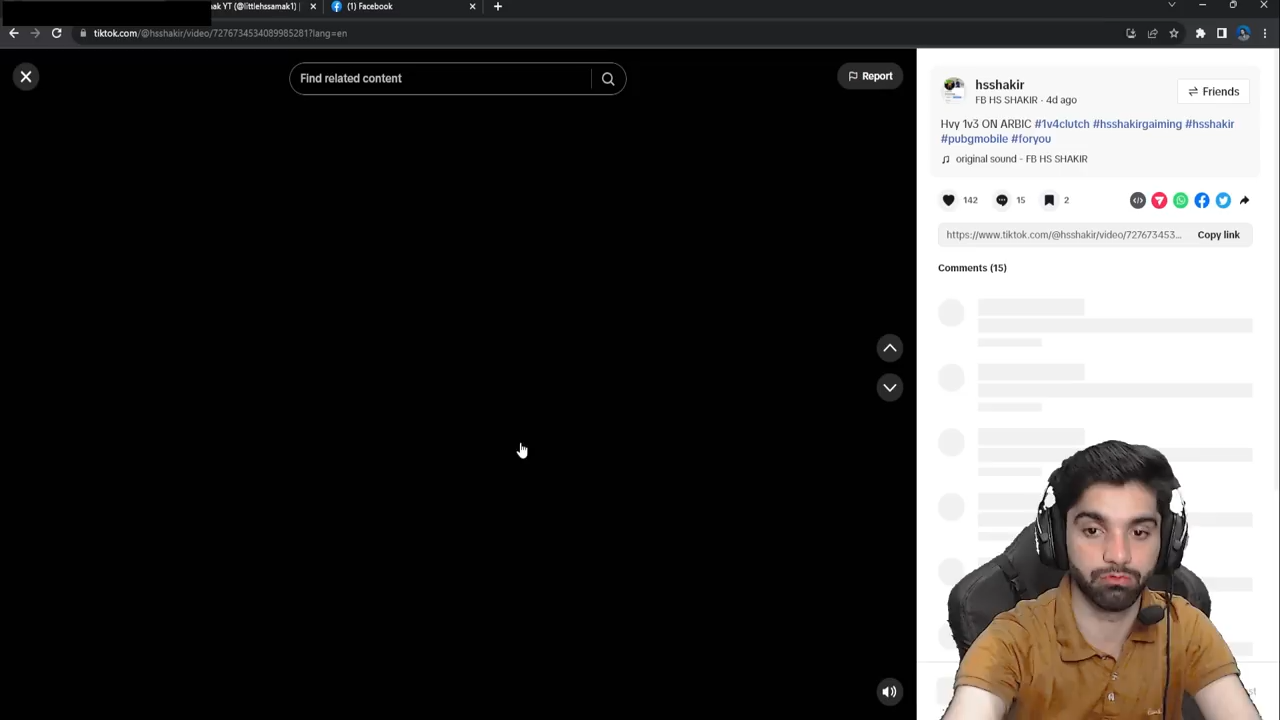 ak YT (@littlehssamak1) |
(1) Facebook
tiktok.com/@hsshakir/video/7276734534089985281?lang=en
Find related content
Report
hsshakir
FB HS SHAKIR · 4d ago
Friends
Hvy 1v3 ON ARBIC #1v4clutch #hsshakirgaiming #hsshakir
#pubgmobile #foryou
original sound - FB HS SHAKIR
142
15
2
https://www.tiktok.com/@hsshakir/video/727673453...
Copy link
Comments (15)